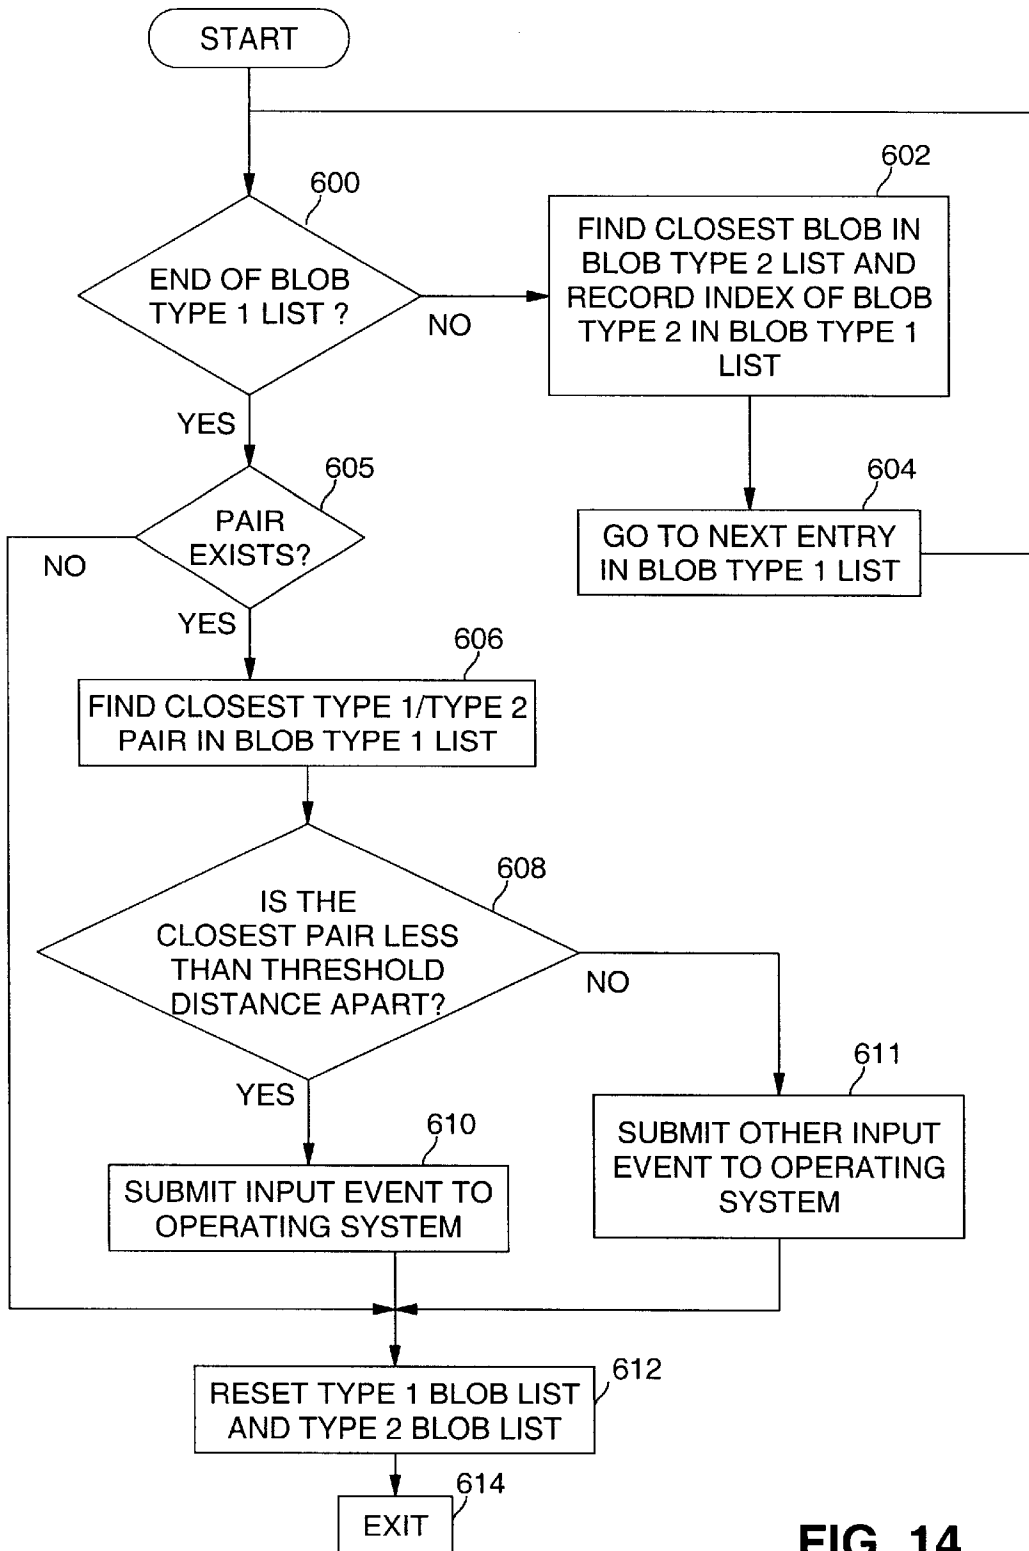 START
600
END OF BLOB
TYPE 1 LIST ?
NO
YES
602
FIND CLOSEST BLOB IN
BLOB TYPE 2 LIST AND
RECORD INDEX OF BLOB
TYPE 2 IN BLOB TYPE 1
LIST
604
GO TO NEXT ENTRY
IN BLOB TYPE 1 LIST
605
PAIR
EXISTS?
NO
YES
606
FIND CLOSEST TYPE 1/TYPE 2
PAIR IN BLOB TYPE 1 LIST
608
IS THE
CLOSEST PAIR LESS
THAN THRESHOLD
DISTANCE APART?
NO
YES
610
SUBMIT INPUT EVENT TO
OPERATING SYSTEM
611
SUBMIT OTHER INPUT
EVENT TO OPERATING
SYSTEM
612
RESET TYPE 1 BLOB LIST
AND TYPE 2 BLOB LIST
614
EXIT
FIG. 14